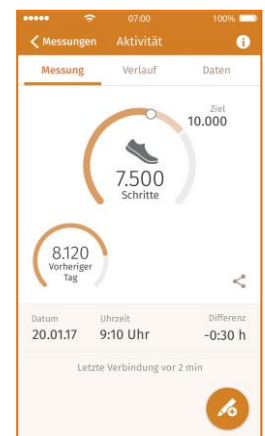 07:00
100%
Messungen
Aktivität
Messung
Verlauf
Daten
Ziel
10.000
7.500
Schritte
8.120
Vorheriger
Tag
Datum
Uhrzeit
Differenz
20.01.17
9:10 Uhr
-0:30 h
Letzte Verbindung vor 2 min